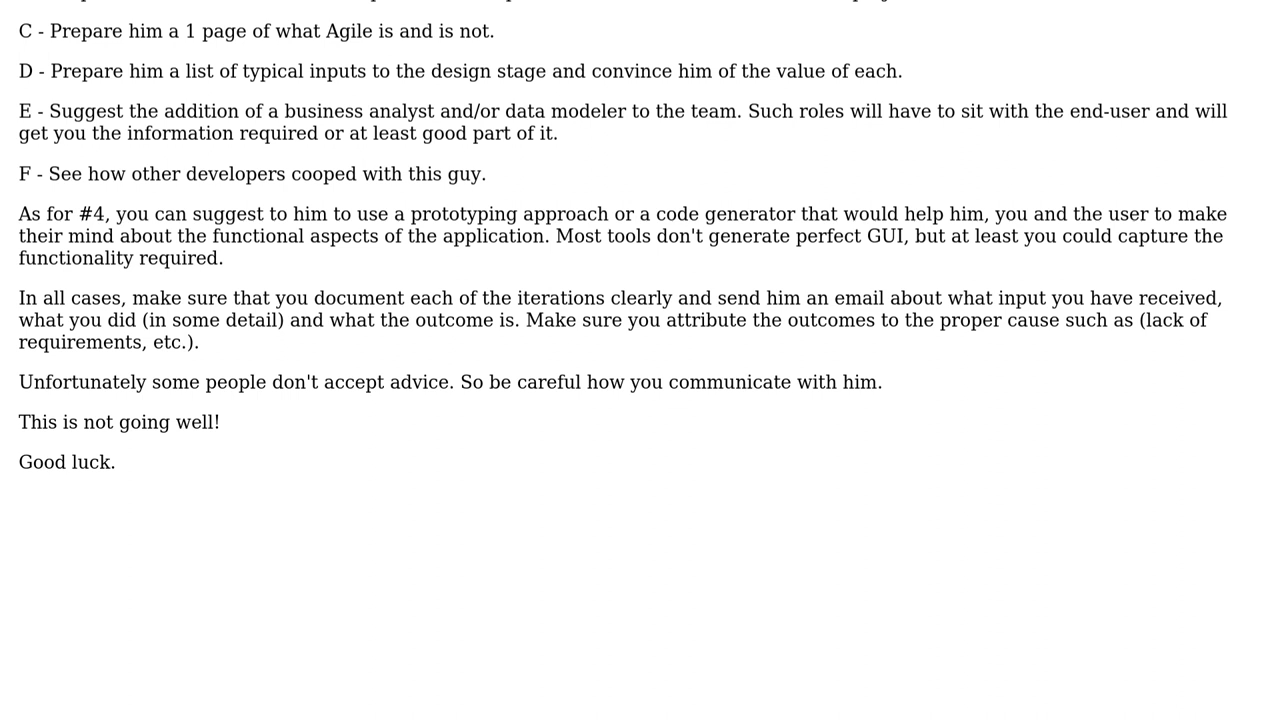 C - Prepare him a 1 page of what Agile is and is not.
D - Prepare him a list of typical inputs to the design stage and convince him of the value of each.
E - Suggest the addition of a business analyst and/or data modeler to the team. Such roles will have to sit with the end-user and will
get you the information required or at least good part of it.
F - See how other developers cooped with this guy.
As for #4, you can suggest to him to use a prototyping approach or a code generator that would help him, you and the user to make
their mind about the functional aspects of the application. Most tools don't generate perfect GUI, but at least you could capture the
functionality required.
In all cases, make sure that you document each of the iterations clearly and send him an email about what input you have received,
what you did (in some detail) and what the outcome is. Make sure you attribute the outcomes to the proper cause such as (lack of
requirements, etc.).
Unfortunately some people don't accept advice. So be careful how you communicate with him.
This is not going well!
Good luck.